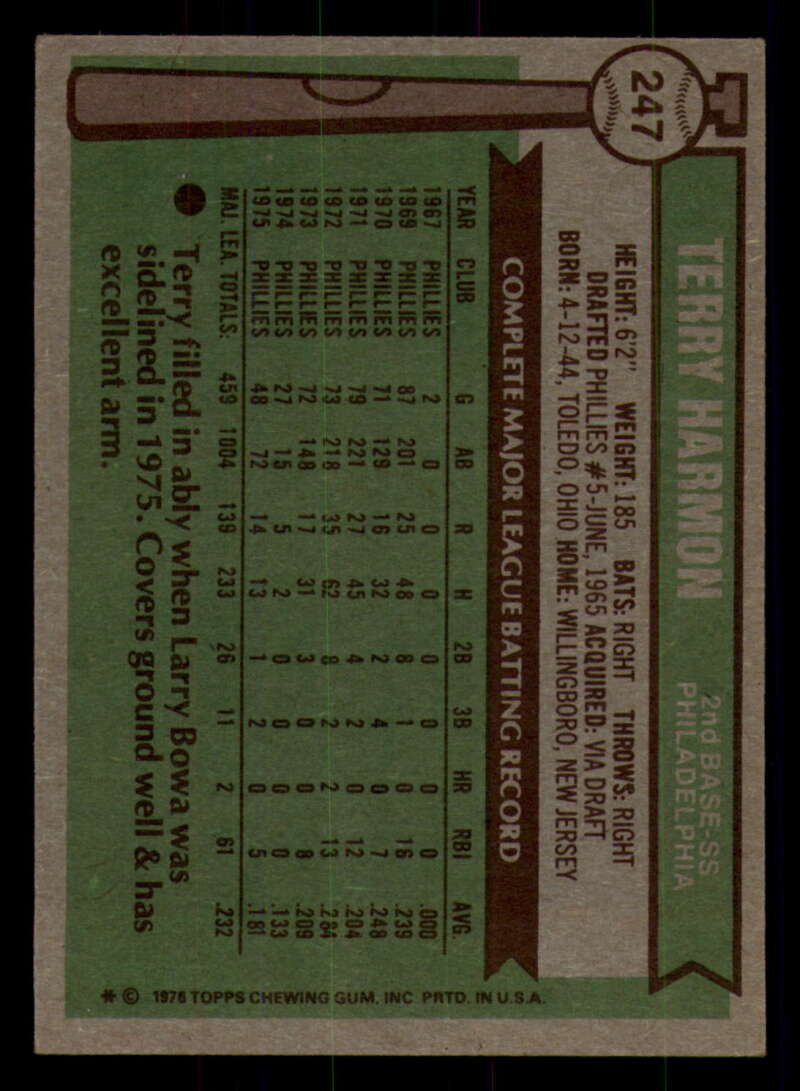 247
TERRY HARMON
2nd BASE-SS
PHILADELPHIA
HEIGHT: 6'2" WEIGHT: 185 BATS: RIGHT THROWS: RIGHT
DRAFTED PHILLIES #5-JUNE, 1965 ACQUIRED: VIA DRAFT
BORN: 4-12-44, TOLEDO, OHIO HOME: WILLINGBORO, NEW JERSEY
COMPLETE MAJOR LEAGUE BATTING RECORD
YEAR CLUB G AB R H 2B 3B HR RBI AVG.
1967 PHILLIES 2 0 0 0 0 0 0 0 .000
1969 PHILLIES 87 201 25 48 8 1 0 16 .239
1970 PHILLIES 71 129 16 32 2 4 0 7 .248
1971 PHILLIES 79 221 27 45 4 2 0 12 .204
1972 PHILLIES 73 218 35 62 8 2 2 13 .284
1973 PHILLIES 72 148 17 31 3 0 0 8 .209
1974 PHILLIES 27 15 5 2 0 0 0 0 .133
1975 PHILLIES 48 72 14 13 1 2 0 5 .181
MAJ. LEA. TOTALS: 459 1004 139 233 26 11 2 61 .232
Terry filled in ably when Larry Bowa was
sidelined in 1975. Covers ground well & has
excellent arm.
* © 1976 TOPPS CHEWING GUM, INC PRTD. IN U.S.A.